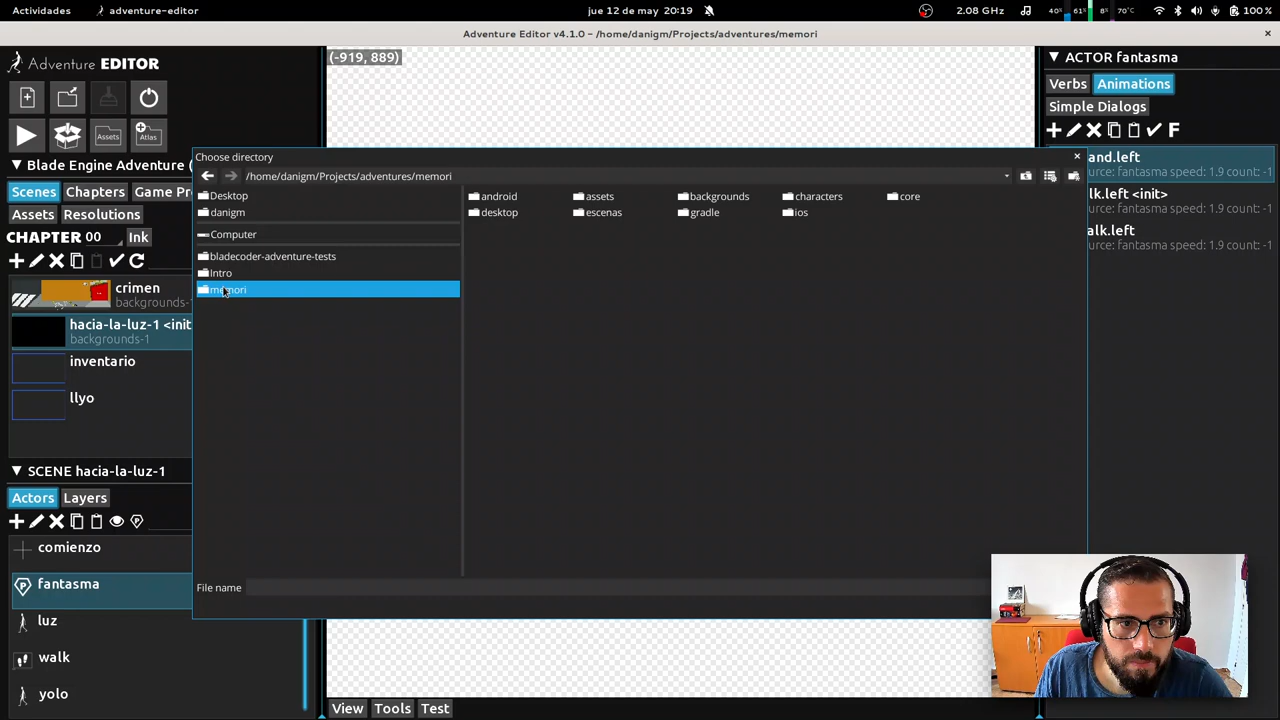 Actividades
adventure-editor
jue 12 de may 20:19
2.08 GHz
40%
61%
8%
70°C
100 %
Adventure Editor v4.1.0 - /home/danigm/Projects/adventures/memori
×
Adventure EDITOR
(-919, 889)
Assets
Atlas
▼ Blade Engine Adventure (
Scenes
Chapters
Game Pr
Assets
Resolutions
CHAPTER 00
Ink
crimen
backgrounds-
hacia-la-luz-1 <init
backgrounds-1
inventario
llyo
▼ SCENE hacia-la-luz-1
Actors
Layers
comienzo
fantasma
luz
walk
yolo
Choose directory
×
/home/danigm/Projects/adventures/memori
Desktop
danigm
Computer
bladecoder-adventure-tests
Intro
memori
android
assets
backgrounds
characters
core
desktop
escenas
gradle
ios
File name
View
Tools
Test
▼ ACTOR fantasma
Verbs
Animations
Simple Dialogs
F
and.left
urce: fantasma speed: 1.9 count: -1
lk.left <init>
urce: fantasma speed: 1.9 count: -1
alk.left
urce: fantasma speed: 1.9 count: -1